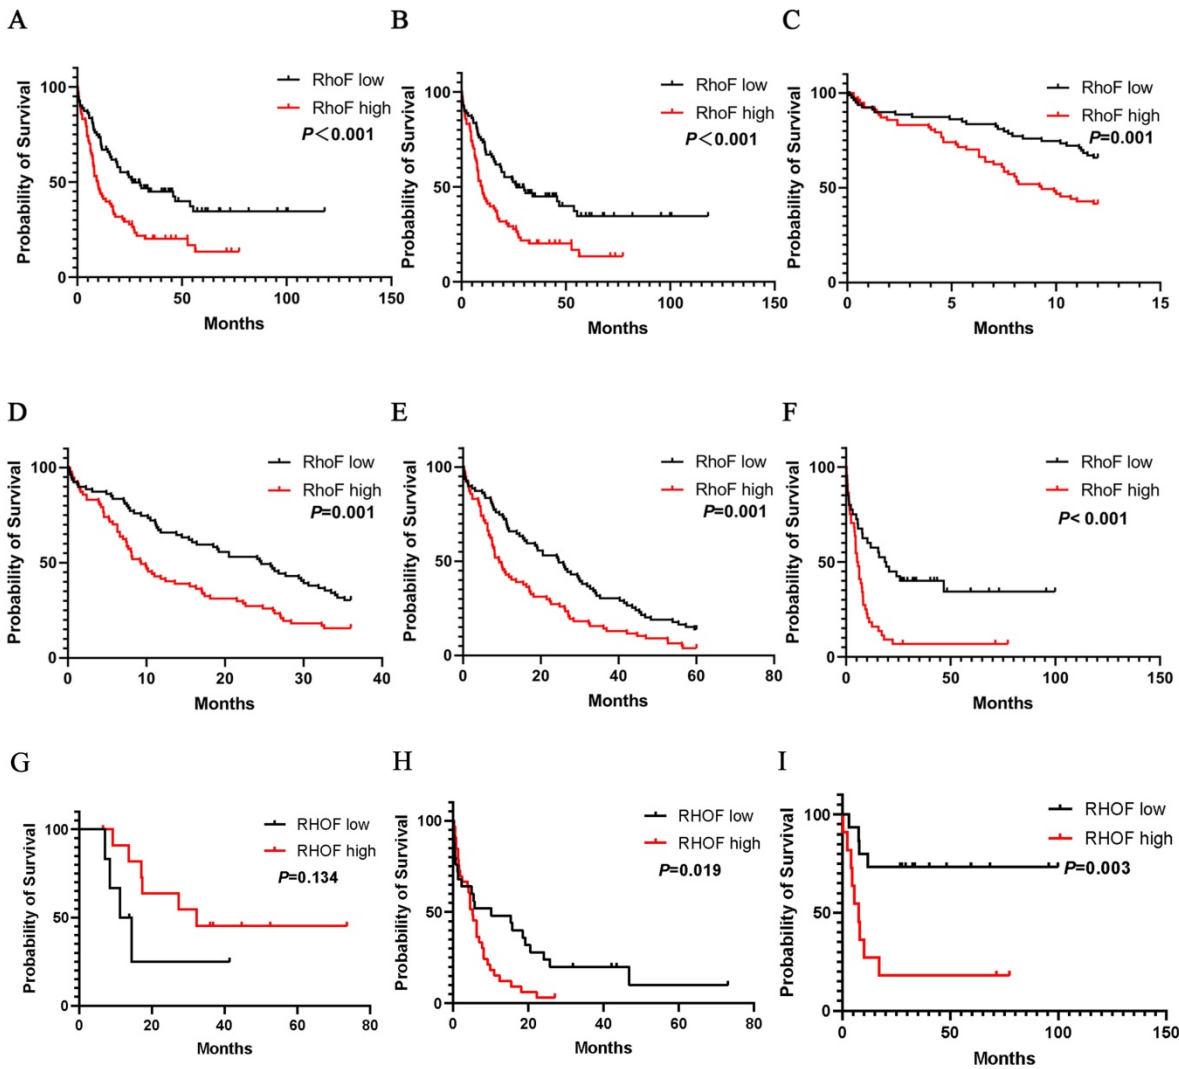 A
Probability of Survival
100
50
0
0 50 100 150
Months
RhoF low
RhoF high
P<0.001
B
Probability of Survival
100
50
0
0 50 100 150
Months
RhoF low
RhoF high
P<0.001
C
Probability of Survival
100
50
0
0 5 10 15
Months
RhoF low
RhoF high
P=0.001
D
Probability of Survival
100
50
0
0 10 20 30 40
Months
RhoF low
RhoF high
P=0.001
E
Probability of Survival
100
50
0
0 20 40 60 80
Months
RhoF low
RhoF high
P=0.001
F
Probability of Survival
100
50
0
0 50 100 150
Months
RhoF low
RhoF high
P< 0.001
G
Probability of Survival
100
50
0
0 20 40 60 80
Months
RHOF low
RHOF high
P=0.134
H
Probability of Survival
100
50
0
0 20 40 60 80
Months
RHOF low
RHOF high
P=0.019
I
Probability of Survival
100
50
0
0 50 100 150
Months
RHOF low
RHOF high
P=0.003